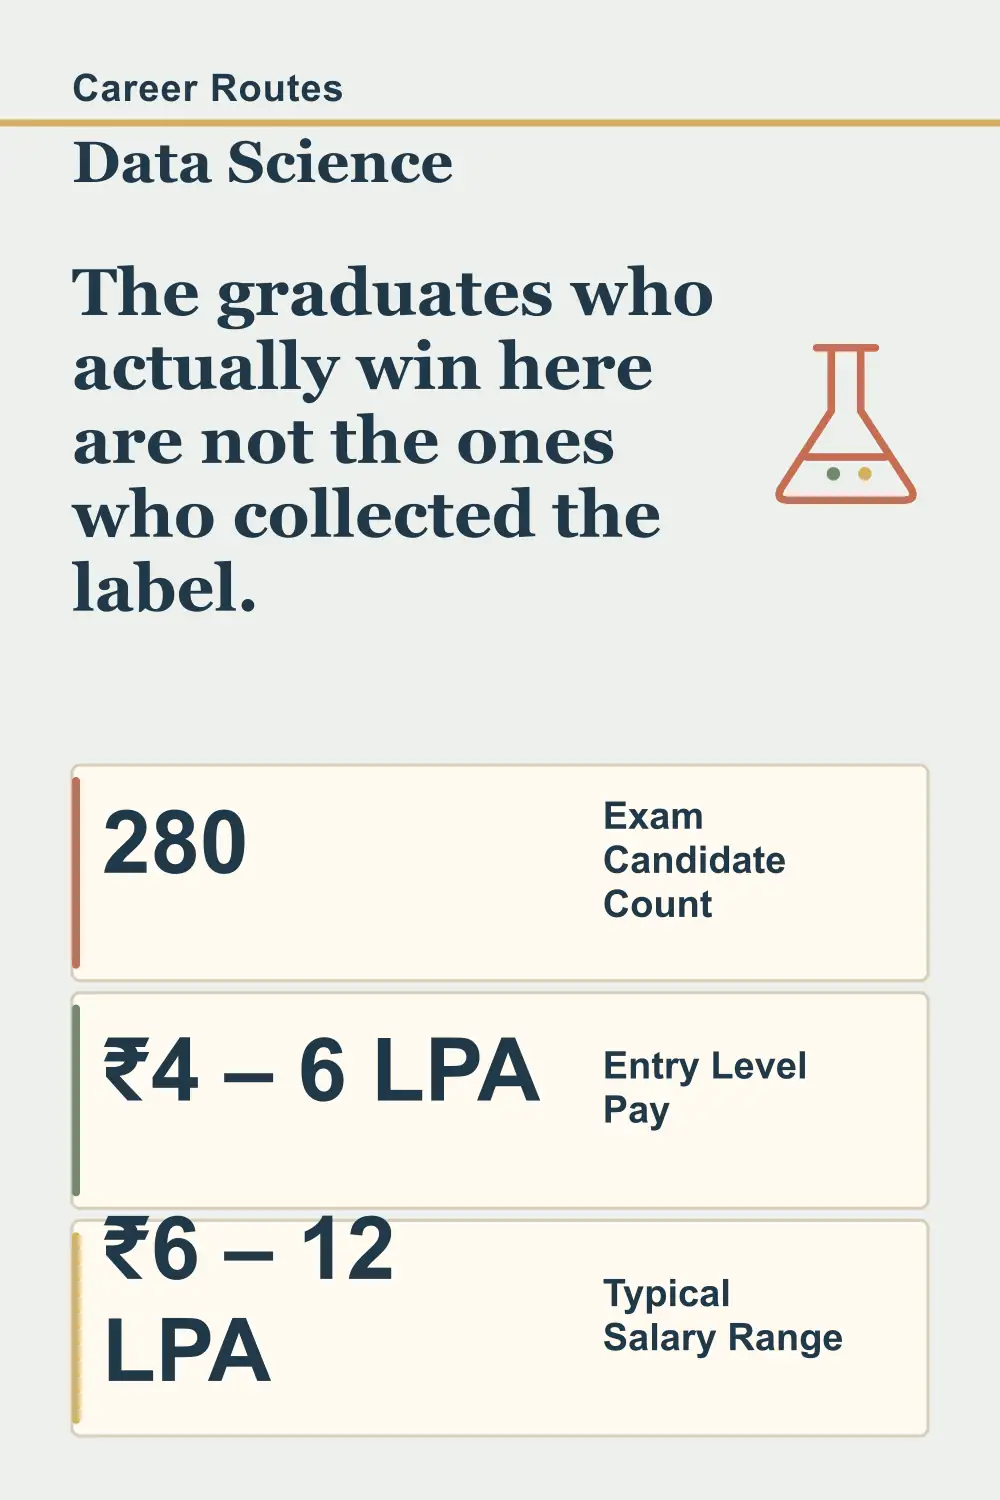 Career Routes
Data Science
The graduates who
actually win here
are not the ones
who collected the
label.
280
Exam
Candidate
Count
₹4 – 6 LPA
Entry Level
Pay
₹6 – 12
LPA
Typical
Salary Range